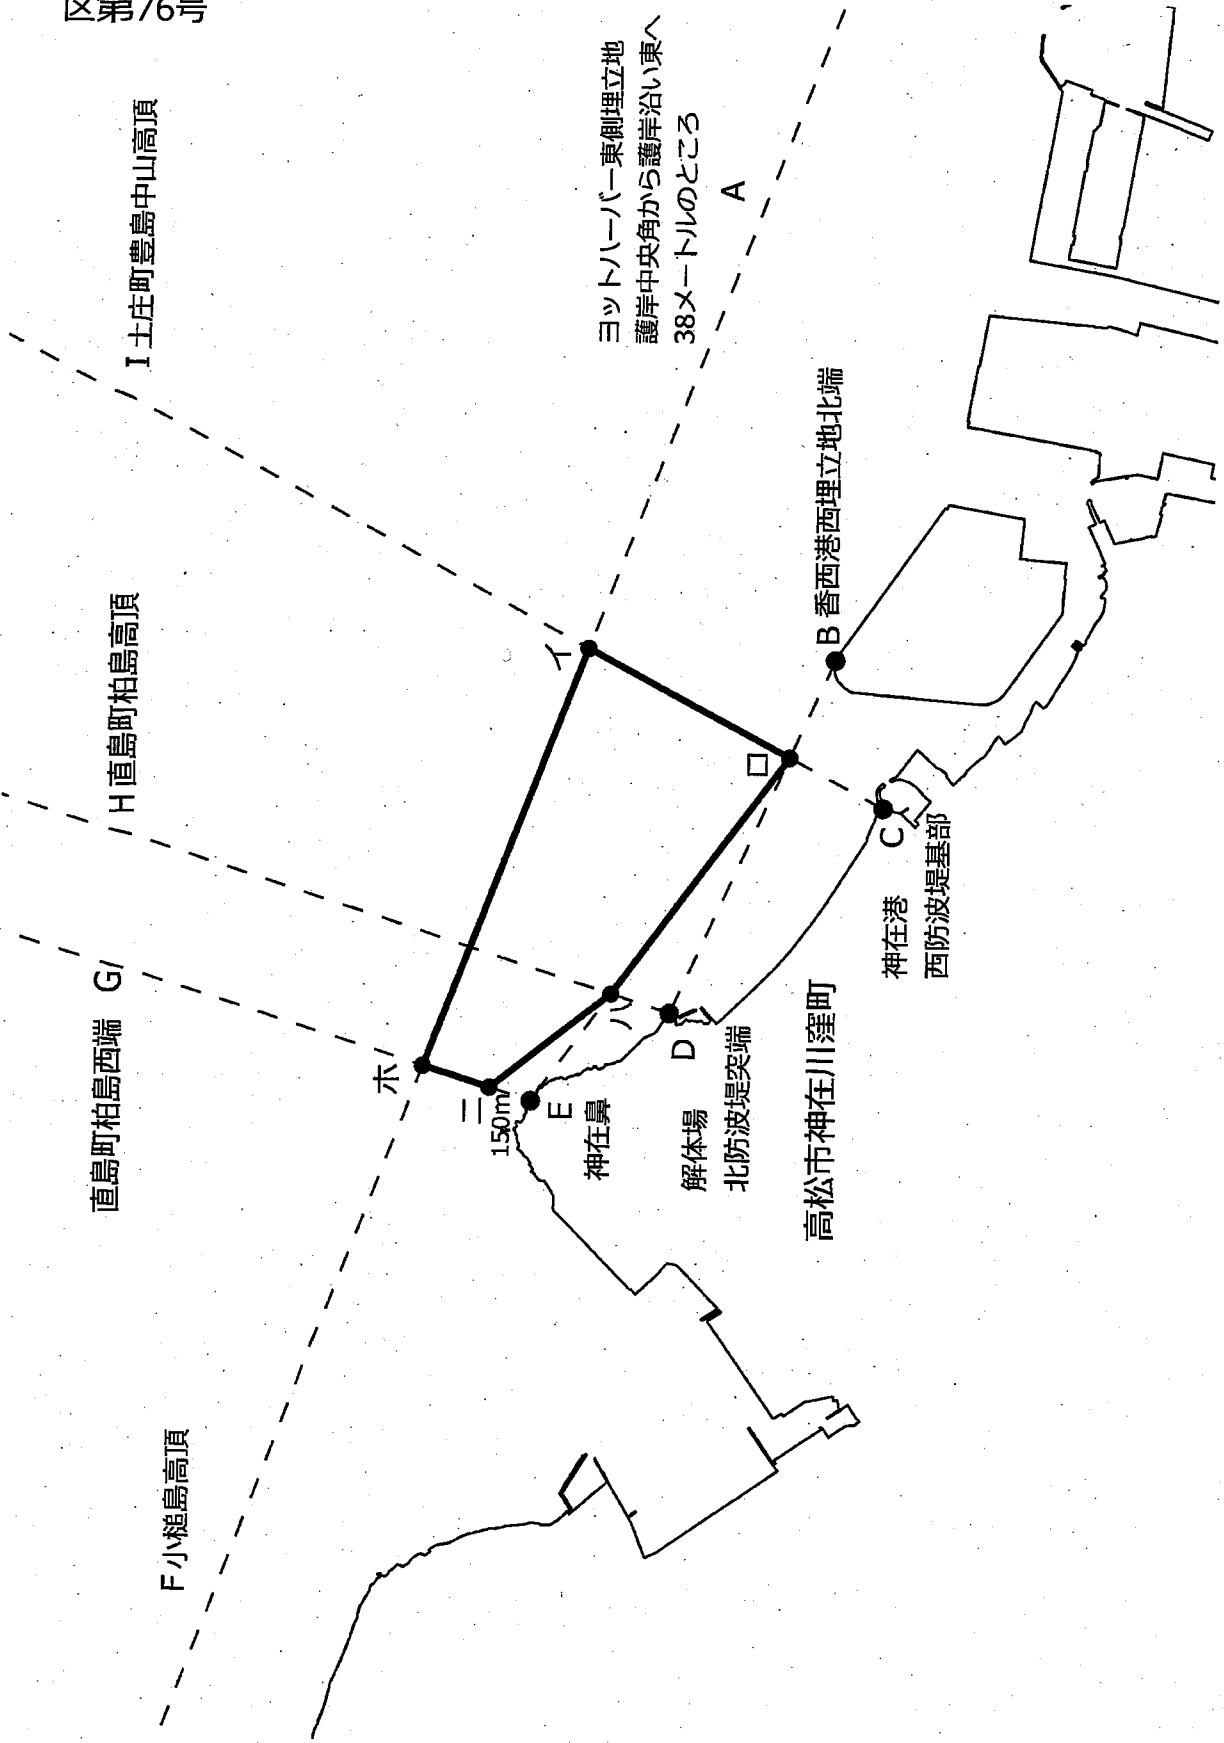 区第76号
I 土庄町豊島中山高頂
ヨットハーバー東側埋立地
護岸中央角から護岸沿い東へ
38メートルのところ
A
H 直島町柏島高頂
直島町柏島西端 G
F 小槌島高頂
イ
ロ
ハ
ニ
ホ
150m
B 香西港西埋立地北端
C
神在港
西防波堤基部
D
解体場
北防波堤突端
E
神在鼻
高松市神在川窪町